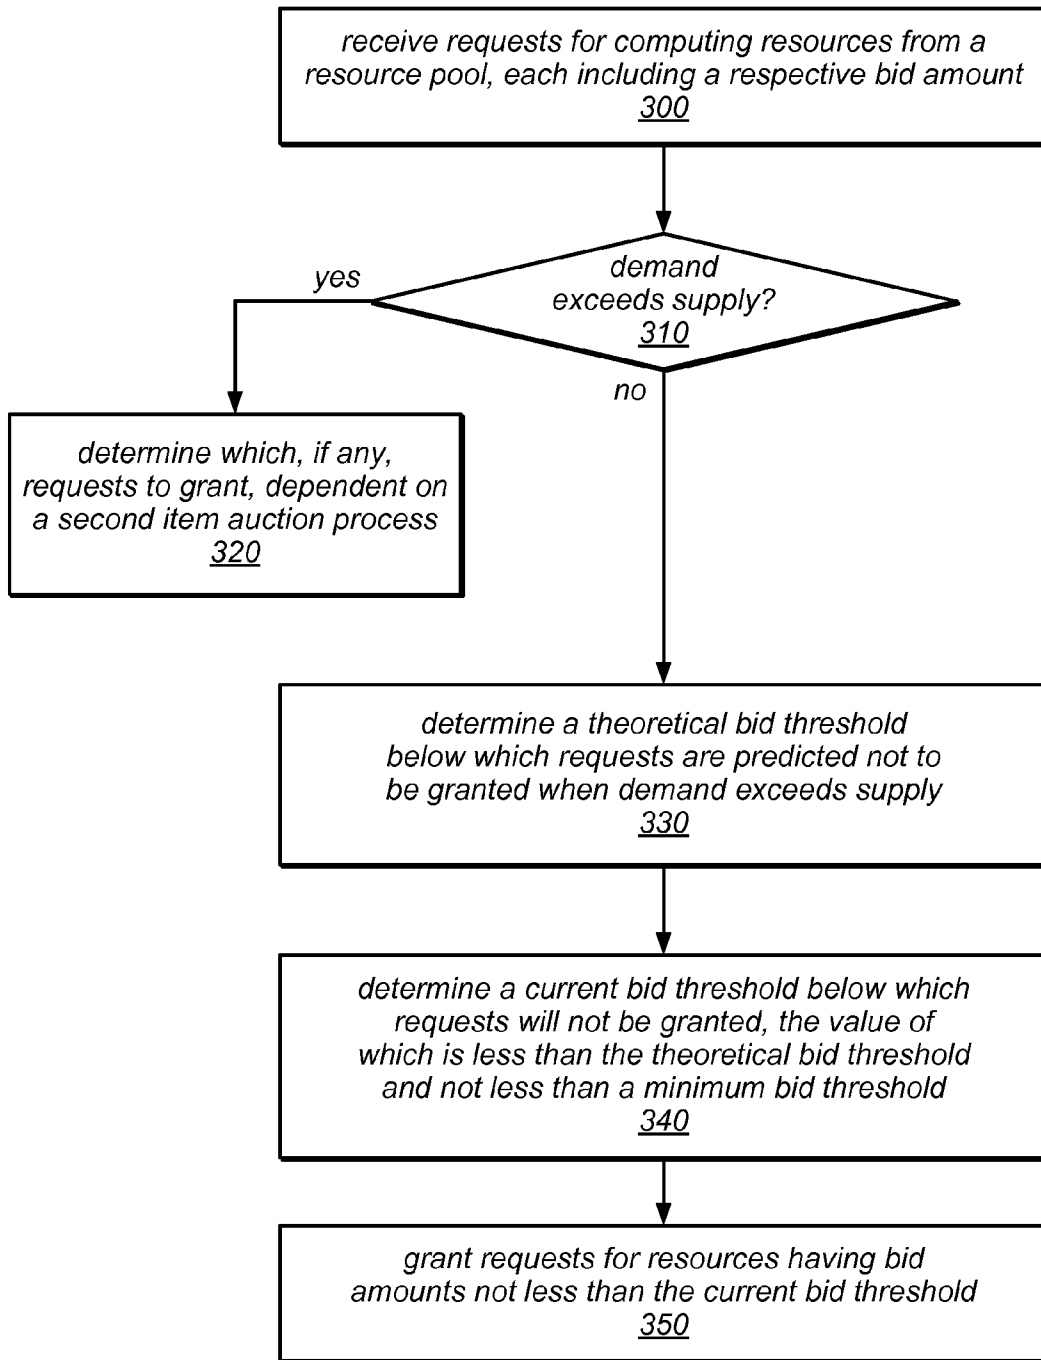 receive requests for computing resources from a
resource pool, each including a respective bid amount
300
demand
exceeds supply?
310
yes
no
determine which, if any,
requests to grant, dependent on
a second item auction process
320
determine a theoretical bid threshold
below which requests are predicted not to
be granted when demand exceeds supply
330
determine a current bid threshold below which
requests will not be granted, the value of
which is less than the theoretical bid threshold
and not less than a minimum bid threshold
340
grant requests for resources having bid
amounts not less than the current bid threshold
350